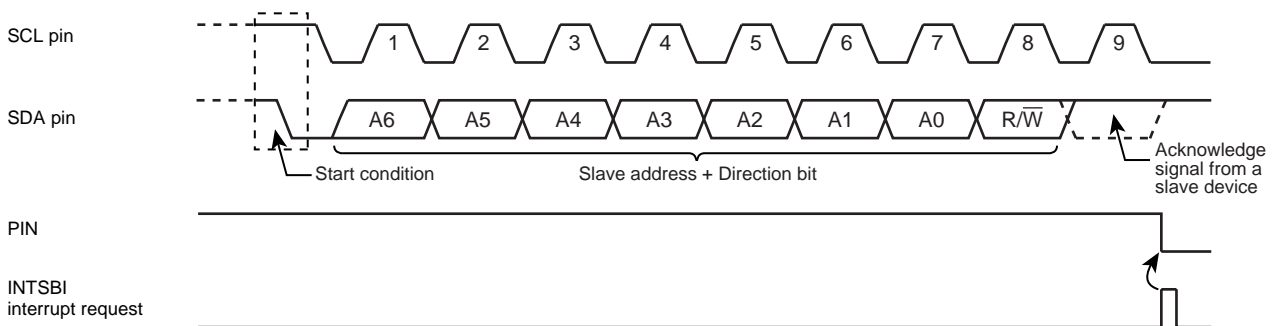 SCL pin
1 2 3 4 5 6 7 8 9
SDA pin
A6 A5 A4 A3 A2 A1 A0 R/W̅
Start condition
Slave address + Direction bit
Acknowledge
signal from a
slave device
PIN
INTSBI
interrupt request